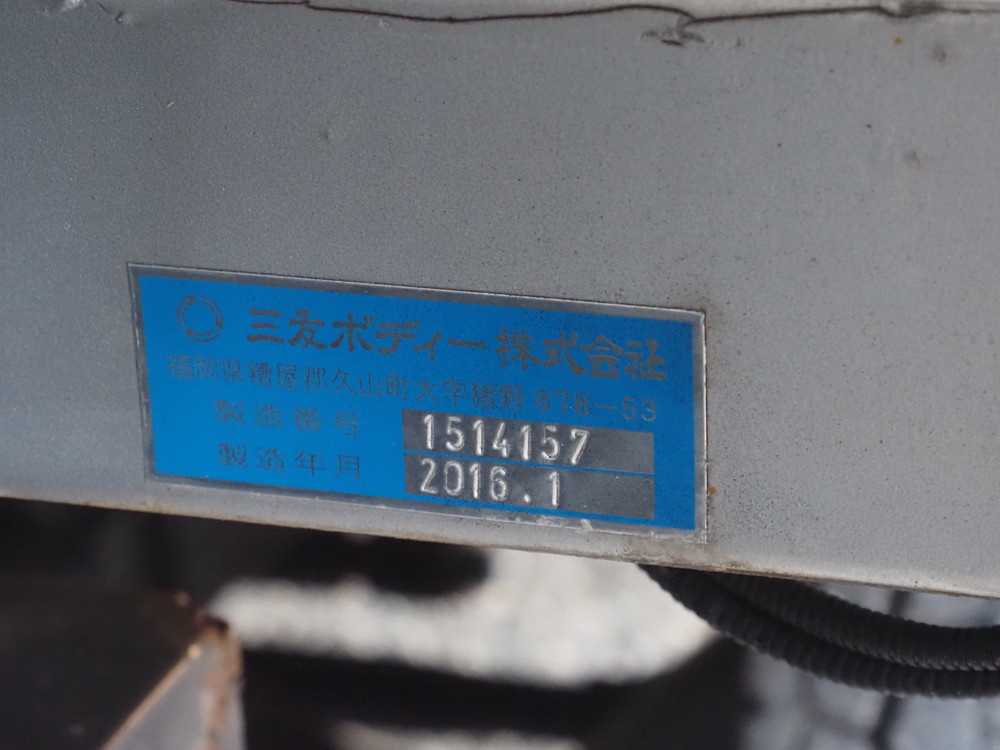 三友ボディー株式会社
福岡県糟屋郡久山町大字猪野878-53
製造番号 1514157
製造年月 2016.1